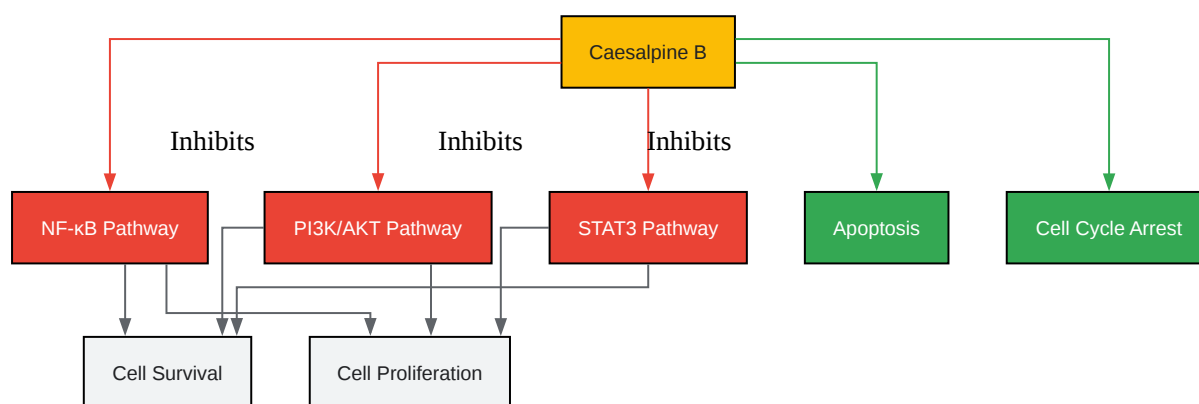 Caesalpine B
Inhibits
Inhibits
Inhibits
NF-κB Pathway
PI3K/AKT Pathway
STAT3 Pathway
Apoptosis
Cell Cycle Arrest
Cell Survival
Cell Proliferation